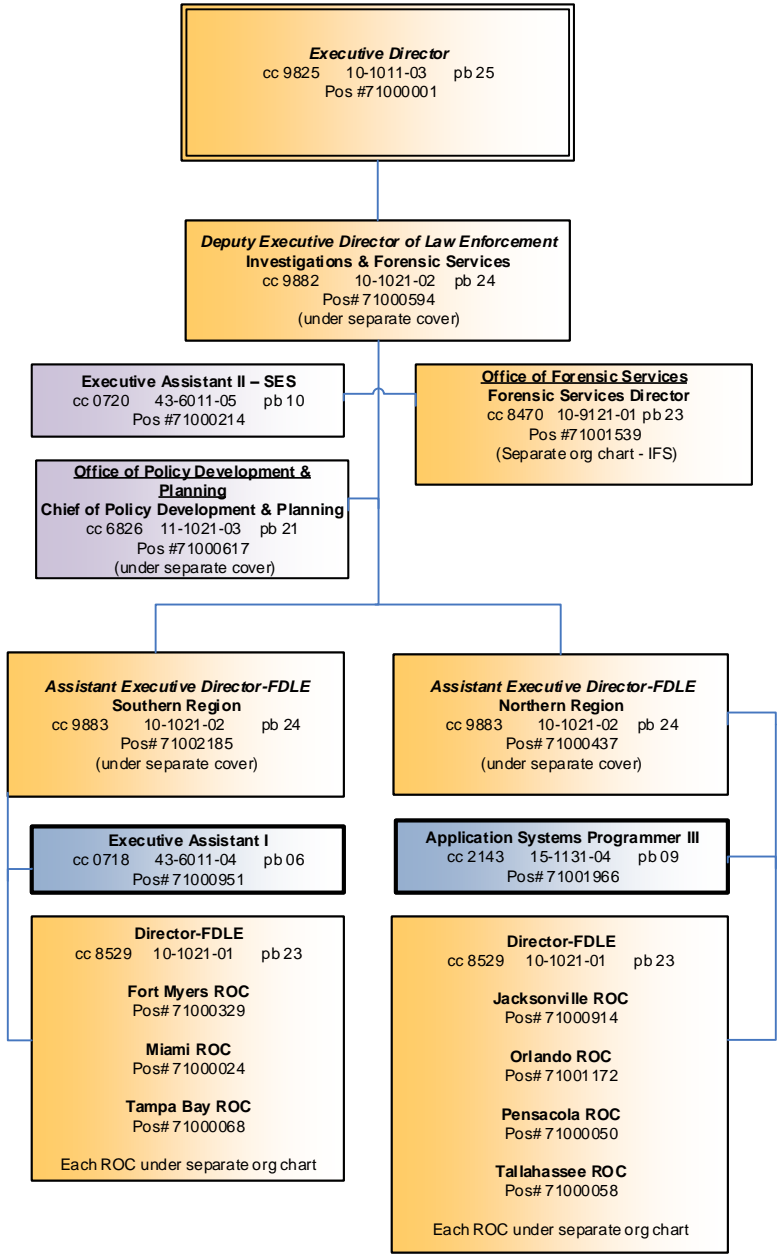 Executive Director
cc 9825 10-1011-03 pb 25
Pos #71000001
Deputy Executive Director of Law Enforcement
Investigations & Forensic Services
cc 9882 10-1021-02 pb 24
Pos# 71000594
(under separate cover)
Executive Assistant II – SES
cc 0720 43-6011-05 pb 10
Pos #71000214
Office of Forensic Services
Forensic Services Director
cc 8470 10-9121-01 pb 23
Pos #71001539
(Separate org chart - IFS)
Office of Policy Development &
Planning
Chief of Policy Development & Planning
cc 6826 11-1021-03 pb 21
Pos #71000617
(under separate cover)
Assistant Executive Director-FDLE
Southern Region
cc 9883 10-1021-02 pb 24
Pos# 71002185
(under separate cover)
Assistant Executive Director-FDLE
Northern Region
cc 9883 10-1021-02 pb 24
Pos# 71000437
(under separate cover)
Executive Assistant I
cc 0718 43-6011-04 pb 06
Pos# 71000951
Application Systems Programmer III
cc 2143 15-1131-04 pb 09
Pos# 71001966
Director-FDLE
cc 8529 10-1021-01 pb 23
Fort Myers ROC
Pos# 71000329
Miami ROC
Pos# 71000024
Tampa Bay ROC
Pos# 71000068
Each ROC under separate org chart
Director-FDLE
cc 8529 10-1021-01 pb 23
Jacksonville ROC
Pos# 71000914
Orlando ROC
Pos# 71001172
Pensacola ROC
Pos# 71000050
Tallahassee ROC
Pos# 71000058
Each ROC under separate org chart